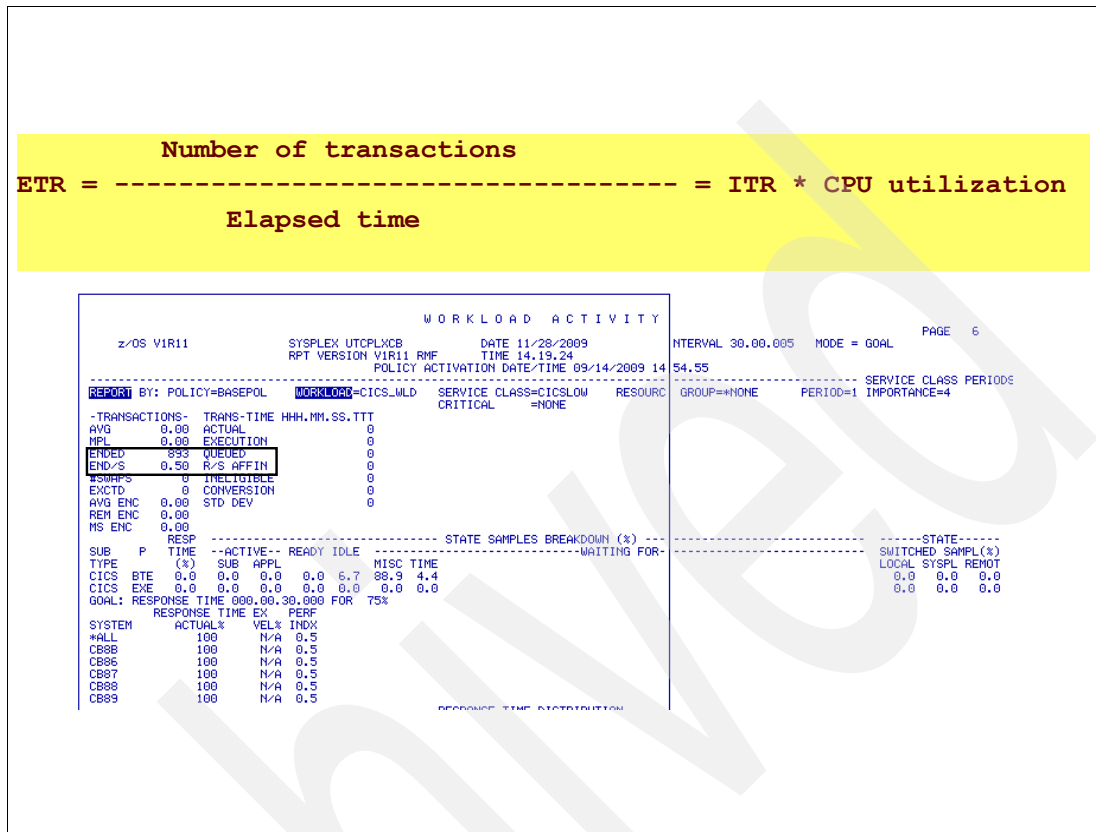 Number of transactions
ETR = ----------------------------------- = ITR * CPU utilization
Elapsed time
W O R K L O A D   A C T I V I T Y
PAGE 6
z/OS V1R11 SYSPLEX UTCPLXCB DATE 11/28/2009 NTERVAL 30.00.005 MODE = GOAL
RPT VERSION V1R11 RMF TIME 14.19.24
POLICY ACTIVATION DATE/TIME 09/14/2009 14 54.55
SERVICE CLASS PERIODS
REPORT BY: POLICY=BASEPOL WORKLOAD=CICS_WLD SERVICE CLASS=CICSLOW RESOURC GROUP=*NONE PERIOD=1 IMPORTANCE=4
CRITICAL =NONE
-TRANSACTIONS- TRANS-TIME HHH.MM.SS.TTT
AVG 0.00 ACTUAL 0
MPL 0.00 EXECUTION 0
ENDED 893 QUEUED 0
END/S 0.50 R/S AFFIN 0
#SWAPS 0 INELIGIBLE 0
EXCTD 0 CONVERSION 0
AVG ENC 0.00 STD DEV 0
REM ENC 0.00
MS ENC 0.00
RESP -------------------------------- STATE SAMPLES BREAKDOWN (%) ------------------------------- ------STATE------
SUB P TIME --ACTIVE-- READY IDLE -----------------------------WAITING FOR----------------------------- SWITCHED SAMPL(%)
TYPE (%) SUB APPL MISC TIME LOCAL SYSPL REMOT
CICS BTE 0.0 0.0 0.0 0.0 6.7 88.9 4.4 0.0 0.0 0.0
CICS EXE 0.0 0.0 0.0 0.0 0.0 0.0 0.0 0.0 0.0 0.0
GOAL: RESPONSE TIME 000.00.30.000 FOR 75%
RESPONSE TIME EX PERF
SYSTEM ACTUAL% VEL% INDX
*ALL 100 N/A 0.5
CB8B 100 N/A 0.5
CB86 100 N/A 0.5
CB87 100 N/A 0.5
CB88 100 N/A 0.5
CB89 100 N/A 0.5
RESPONSE TIME DISTRIBUTION